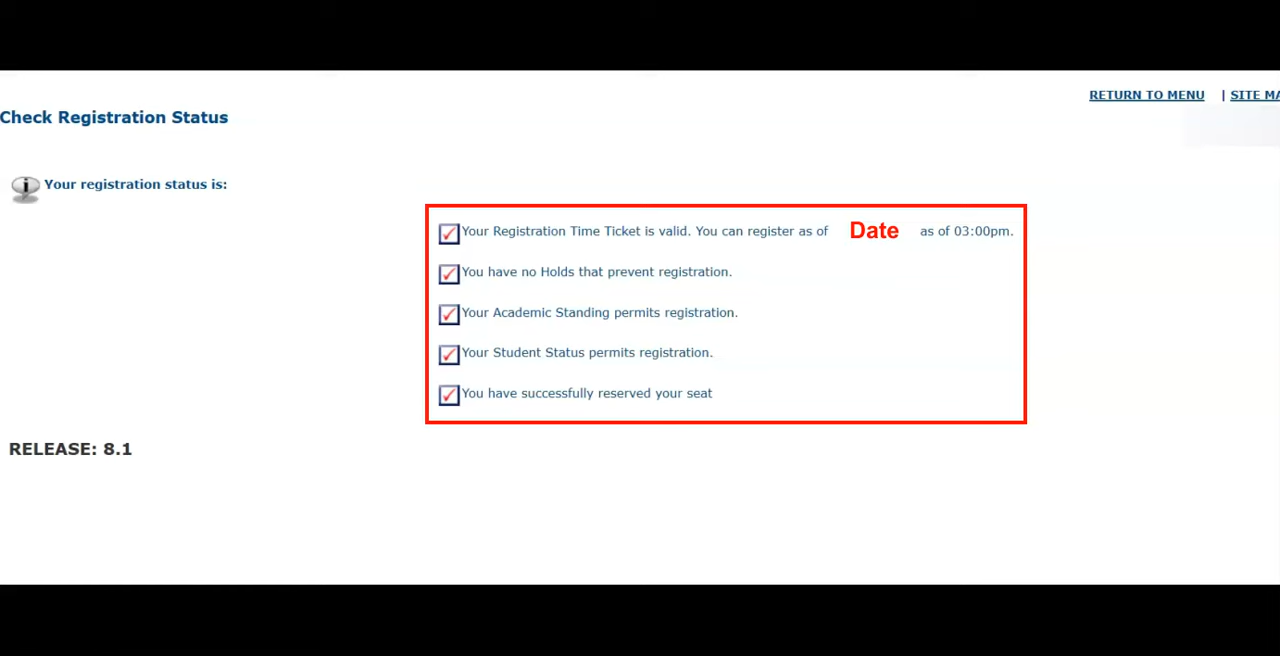 RETURN TO MENU | SITE MA
Check Registration Status
Your registration status is:
Your Registration Time Ticket is valid. You can register as of Date as of 03:00pm.
You have no Holds that prevent registration.
Your Academic Standing permits registration.
Your Student Status permits registration.
You have successfully reserved your seat
RELEASE: 8.1